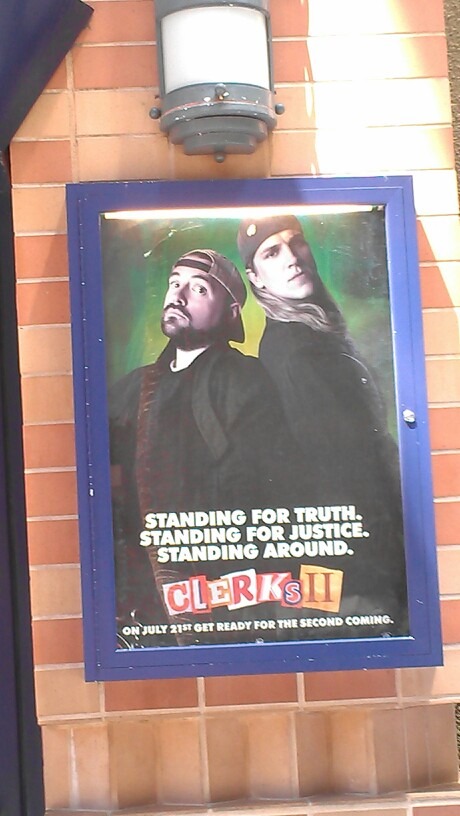 STANDING FOR TRUTH.
STANDING FOR JUSTICE.
STANDING AROUND.
CLERKS II
ON JULY 21ST GET READY FOR THE SECOND COMING.